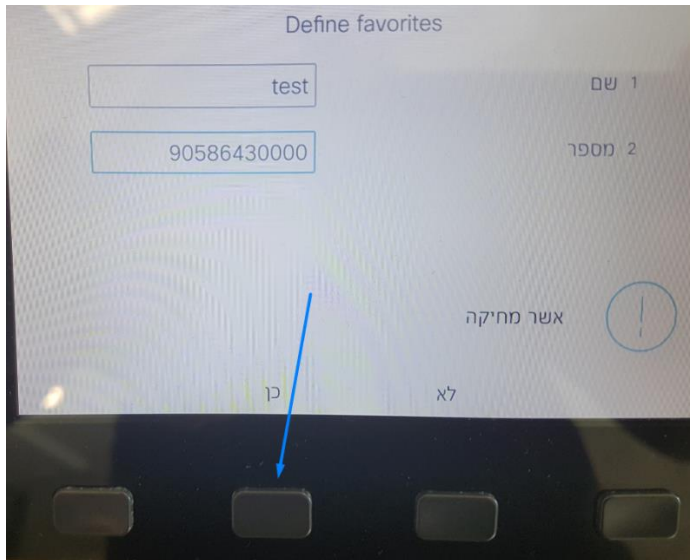 Define favorites
1 שם test
2 מספר 90586430000
אשר מחיקה
לא כן